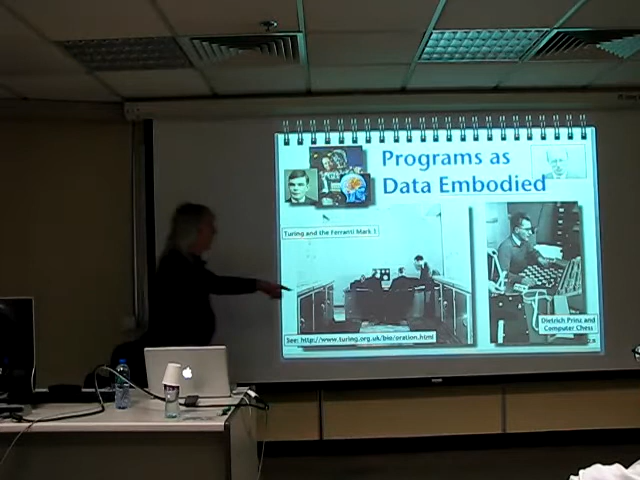 Programs as
Data Embodied
Turing and the Ferranti Mark 1
Dietrich Prinz and
Computer Chess
See: http://www.turing.org.uk/bio/oration.html